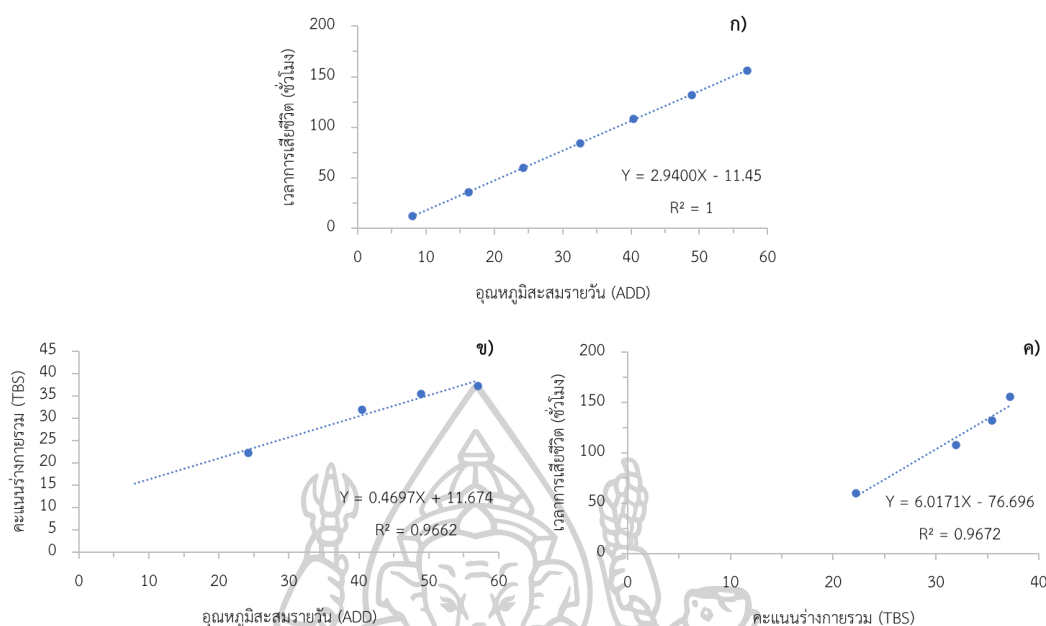 ก)
200
150
100
50
0
เวลาการเสียชีวิต (ชั่วโมง)
Y = 2.9400X - 11.45
R² = 1
0 10 20 30 40 50 60
อุณหภูมิสะสมรายวัน (ADD)
ข)
45
40
35
30
25
20
15
10
5
0
คะแนนร่างกายรวม (TBS)
Y = 0.4697X + 11.674
R² = 0.9662
0 10 20 30 40 50 60
อุณหภูมิสะสมรายวัน (ADD)
ค)
200
150
100
50
0
เวลาการเสียชีวิต (ชั่วโมง)
Y = 6.0171X - 76.696
R² = 0.9672
0 10 20 30 40
คะแนนร่างกายรวม (TBS)